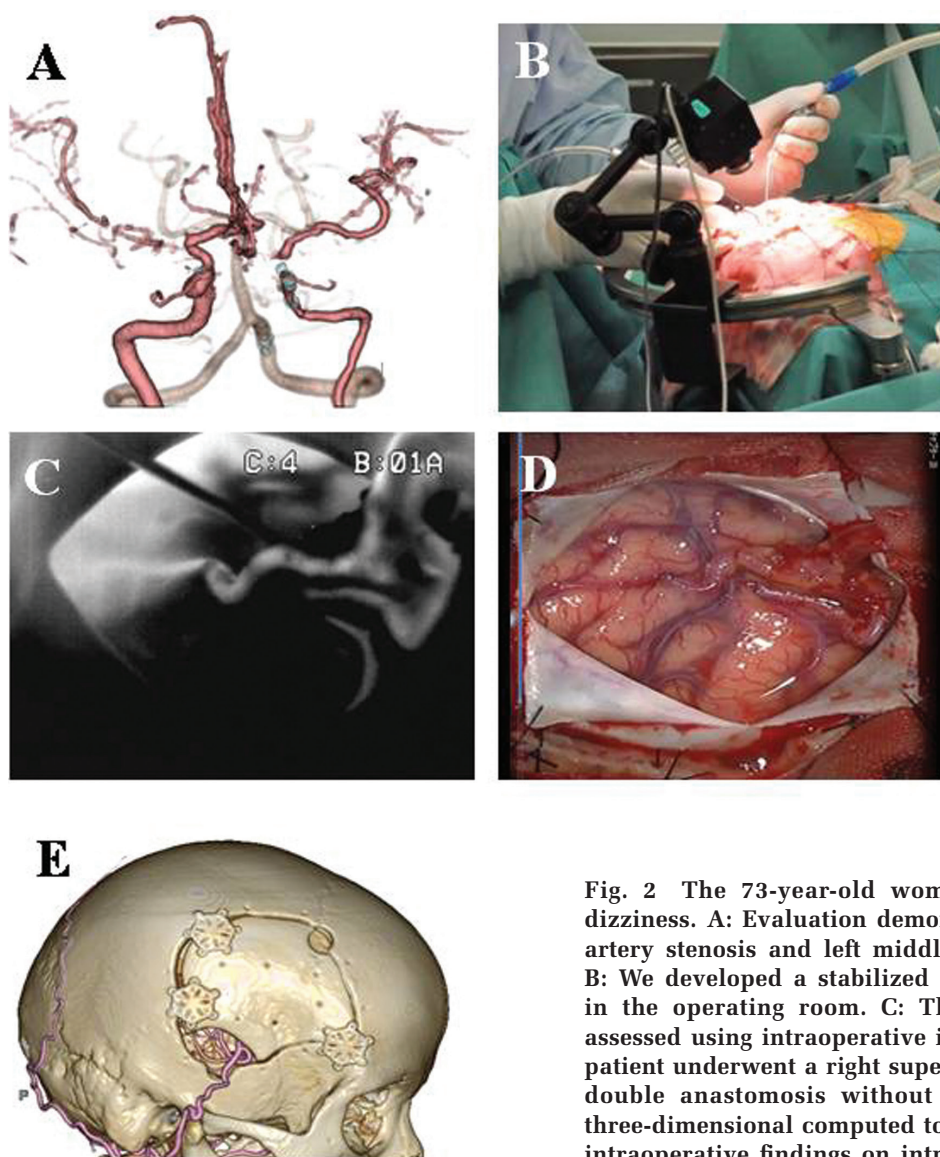 A
B
C
C:4 B:01A
D
E
P
Fig. 2 The 73-year-old wom
dizziness. A: Evaluation demo
artery stenosis and left middl
B: We developed a stabilized
in the operating room. C: Th
assessed using intraoperative i
patient underwent a right supe
double anastomosis without
three-dimensional computed to
intraoperative findings on intr